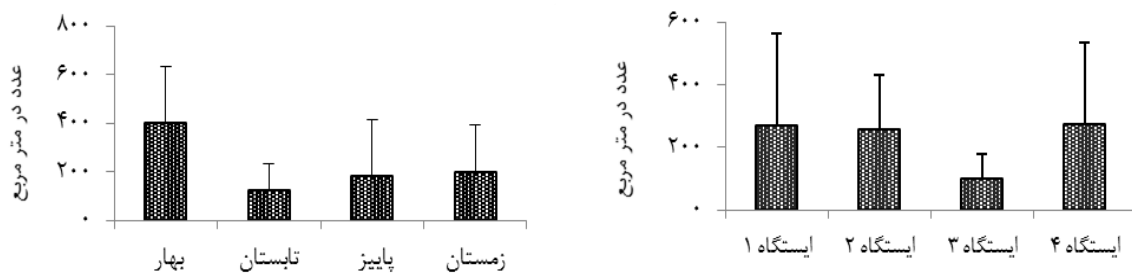 عدد در متر مربع
۸۰۰
۶۰۰
۴۰۰
۲۰۰
۰
بهار تابستان پاییز زمستان
عدد در متر مربع
۶۰۰
۴۰۰
۲۰۰
۰
ایستگاه ۱ ایستگاه ۲ ایستگاه ۳ ایستگاه ۴